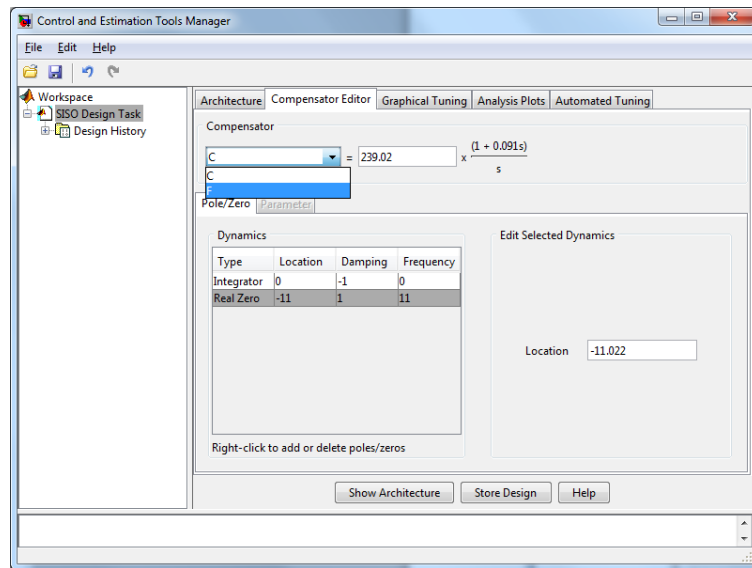 Control and Estimation Tools Manager
File Edit Help
Workspace
SISO Design Task
Design History
Architecture Compensator Editor Graphical Tuning Analysis Plots Automated Tuning
Compensator
C = 239.02 x (1 + 0.091s)
s
C
F
Pole/Zero Parameter
Dynamics
Type Location Damping Frequency
Integrator 0 -1 0
Real Zero -11 1 11
Right-click to add or delete poles/zeros
Edit Selected Dynamics
Location -11.022
Show Architecture Store Design Help